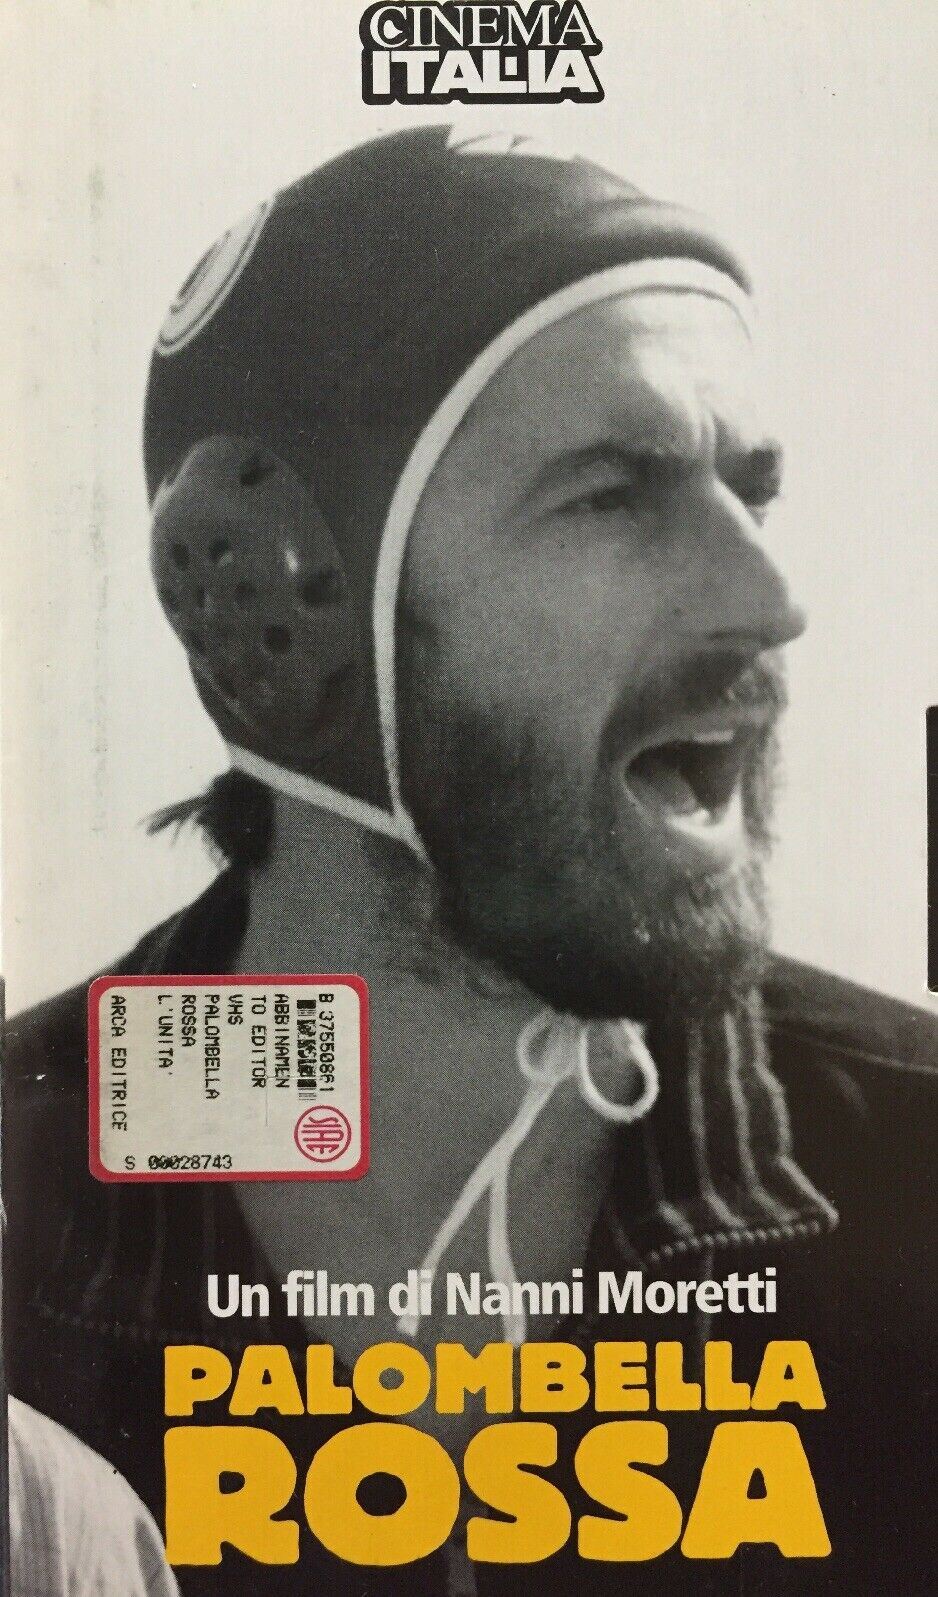 CINEMA
ITALIA
B 37550861
ABBINAMEN
TO EDITOR
VHS
PALOMBELLA
ROSSA
L'UNITA'
ARCA EDITRICE
SIAE
S 00028743
Un film di Nanni Moretti
PALOMBELLA
ROSSA